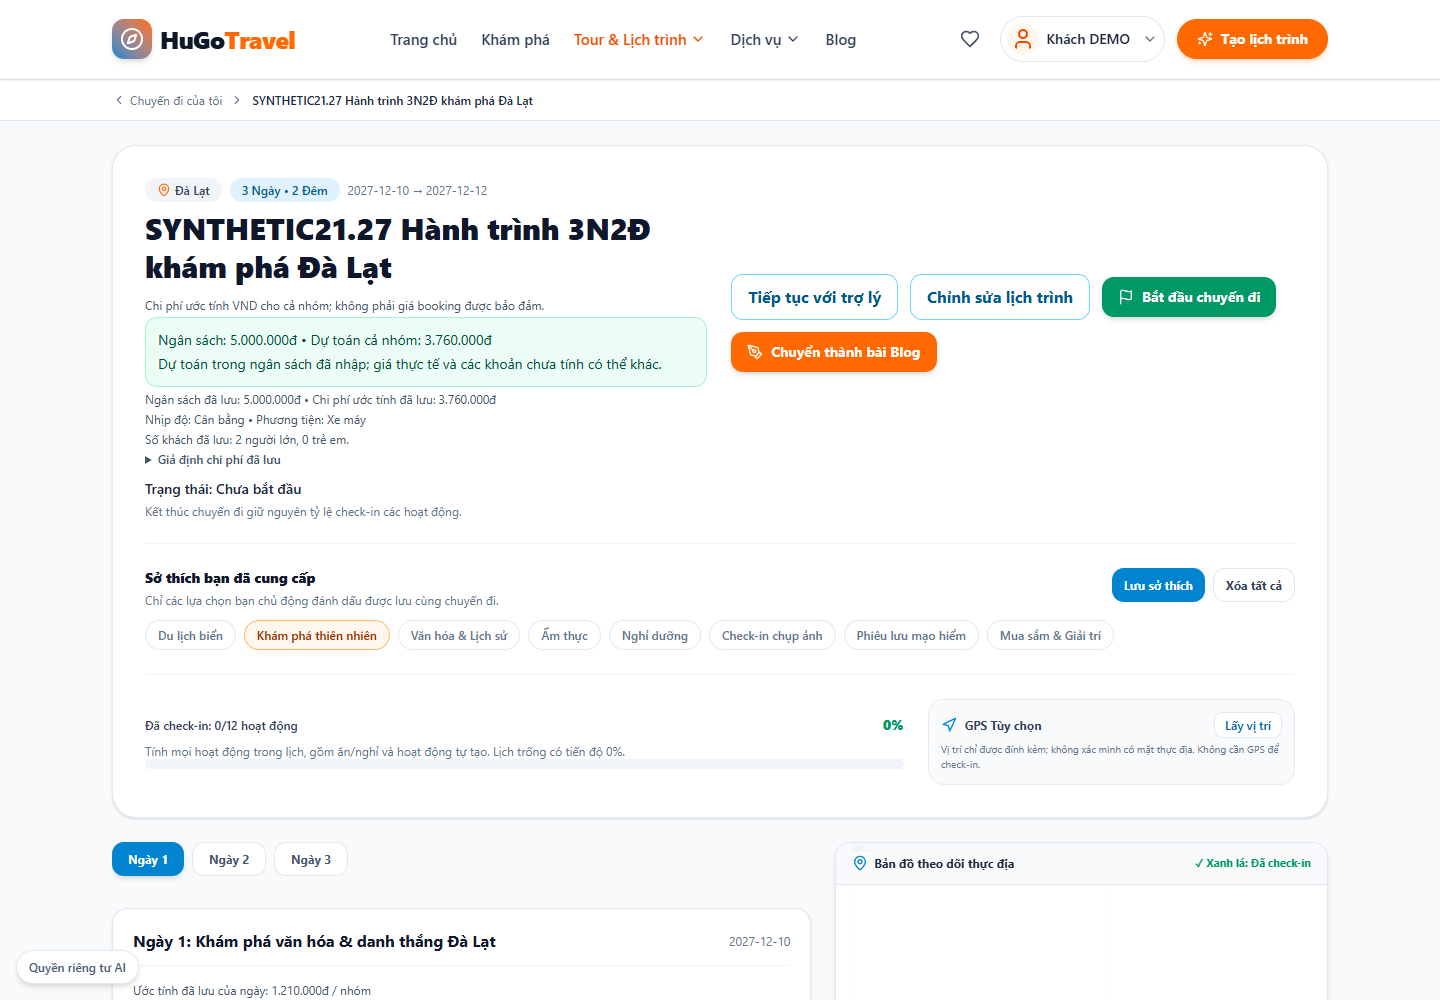 HuGoTravel
Trang chủ
Khám phá
Tour & Lịch trình
Dịch vụ
Blog
Khách DEMO
Tạo lịch trình
Chuyến đi của tôi
SYNTHETIC21.27 Hành trình 3N2Đ khám phá Đà Lạt
Đà Lạt
3 Ngày • 2 Đêm
2027-12-10 → 2027-12-12
SYNTHETIC21.27 Hành trình 3N2Đ
khám phá Đà Lạt
Chi phí ước tính VND cho cả nhóm; không phải giá booking được bảo đảm.
Ngân sách: 5.000.000đ • Dự toán cả nhóm: 3.760.000đ
Dự toán trong ngân sách đã nhập; giá thực tế và các khoản chưa tính có thể khác.
Ngân sách đã lưu: 5.000.000đ • Chi phí ước tính đã lưu: 3.760.000đ
Nhịp độ: Cân bằng • Phương tiện: Xe máy
Số khách đã lưu: 2 người lớn, 0 trẻ em.
Giả định chi phí đã lưu
Trạng thái: Chưa bắt đầu
Kết thúc chuyến đi giữ nguyên tỷ lệ check-in các hoạt động.
Tiếp tục với trợ lý
Chỉnh sửa lịch trình
Bắt đầu chuyến đi
Chuyển thành bài Blog
Sở thích bạn đã cung cấp
Chỉ các lựa chọn bạn chủ động đánh dấu được lưu cùng chuyến đi.
Lưu sở thích
Xóa tất cả
Du lịch biển
Khám phá thiên nhiên
Văn hóa & Lịch sử
Ẩm thực
Nghỉ dưỡng
Check-in chụp ảnh
Phiêu lưu mạo hiểm
Mua sắm & Giải trí
Đã check-in: 0/12 hoạt động
0%
Tính mọi hoạt động trong lịch, gồm ăn/nghỉ và hoạt động tự tạo. Lịch trống có tiến độ 0%.
GPS Tùy chọn
Lấy vị trí
Vị trí chỉ được đính kèm; không xác minh có mặt thực địa. Không cần GPS để
check-in.
Ngày 1
Ngày 2
Ngày 3
Bản đồ theo dõi thực địa
✓ Xanh lá: Đã check-in
Ngày 1: Khám phá văn hóa & danh thắng Đà Lạt
2027-12-10
Quyền riêng tư AI
Ước tính đã lưu của ngày: 1.210.000đ / nhóm